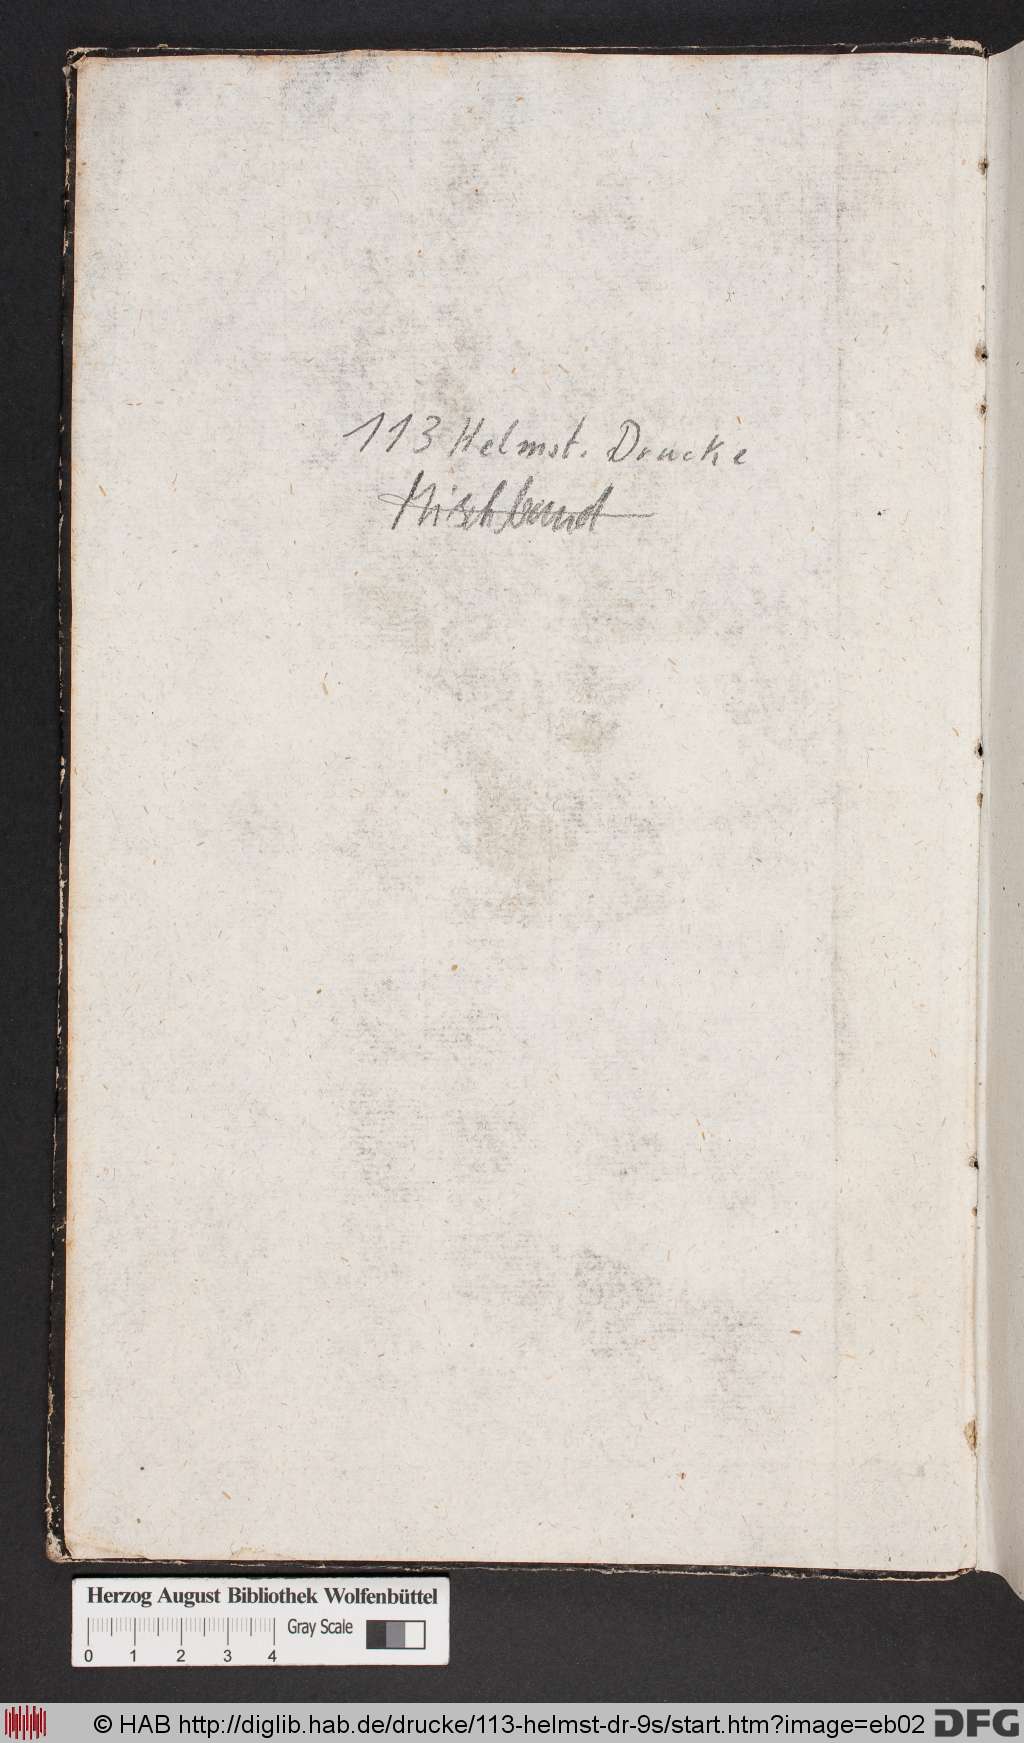 113 Helmst. Drucke
Mischband
Herzog August Bibliothek Wolfenbüttel
0 1 2 3 4 Gray Scale
© HAB http://diglib.hab.de/drucke/113-helmst-dr-9s/start.htm?image=eb02 DFG